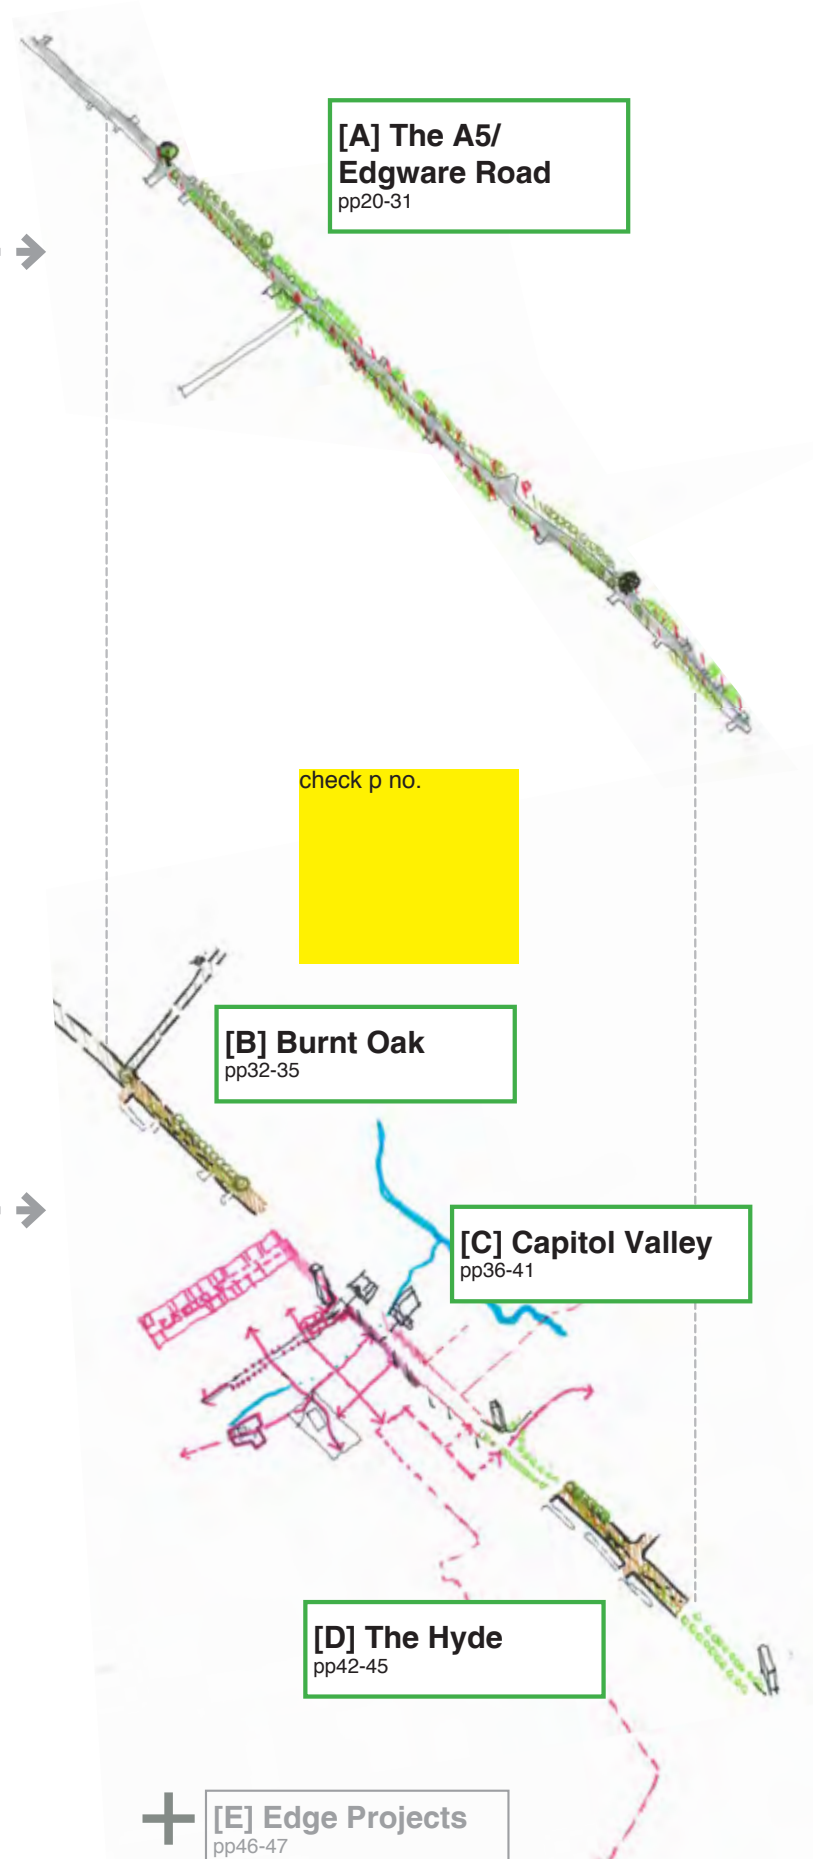 [A] The A5/
Edgware Road
pp20-31
check p no.
[B] Burnt Oak
pp32-35
[C] Capitol Valley
pp36-41
[D] The Hyde
pp42-45
[E] Edge Projects
pp46-47